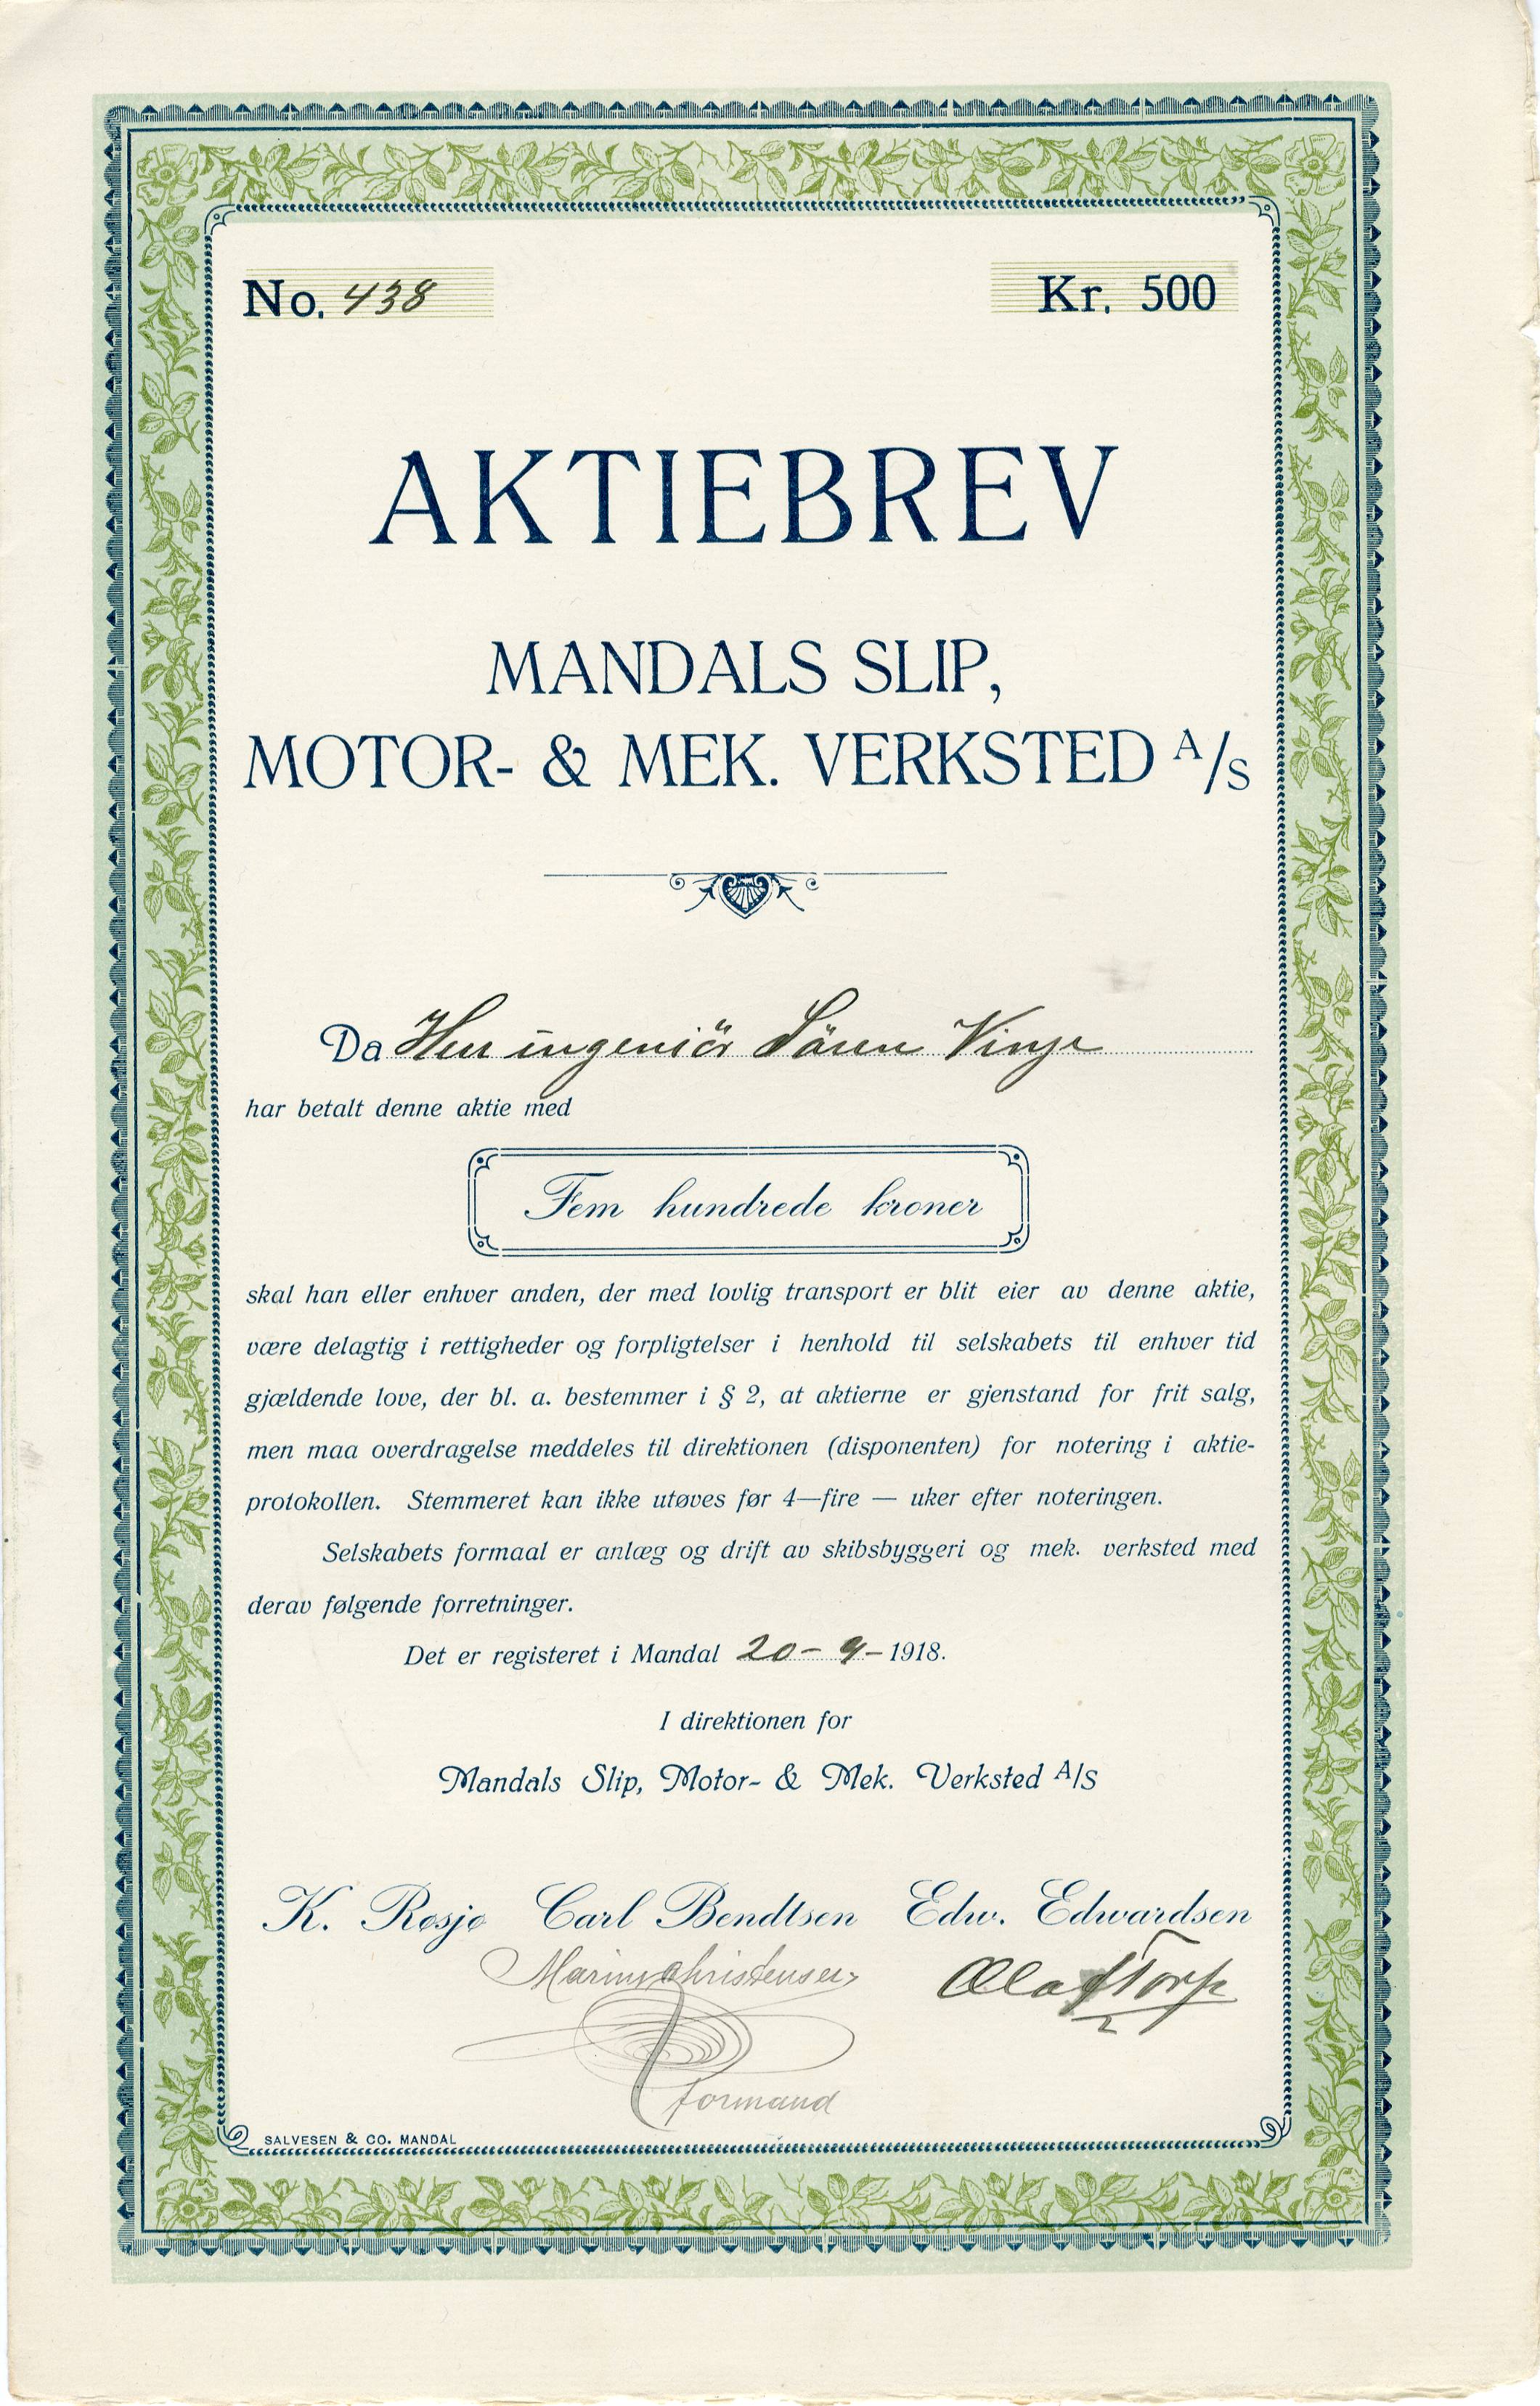 No. 438
Kr. 500
AKTIEBREV
MANDALS SLIP,
MOTOR- & MEK. VERKSTED A/S
Da Herr ingeniör Sören Vinje
har betalt denne aktie med
Fem hundrede kroner
skal han eller enhver anden, der med lovlig transport er blit eier av denne aktie,
være delagtig i rettigheder og forpligtelser i henhold til selskabets til enhver tid
gjældende love, der bl. a. bestemmer i § 2, at aktierne er gjenstand for frit salg,
men maa overdragelse meddeles til direktionen (disponenten) for notering i aktie-
protokollen. Stemmeret kan ikke utøves før 4—fire — uker efter noteringen.
Selskabets formaal er anlæg og drift av skibsbyggeri og mek. verksted med
derav følgende forretninger.
Det er registeret i Mandal 20-9-1918.
I direktionen for
Mandals Slip, Motor- & Mek. Verksted A/S
K. Røsjø Carl Bendtsen Edw. Edwardsen
Marius Christensen Olaf Torp
formand
SALVESEN & CO. MANDAL